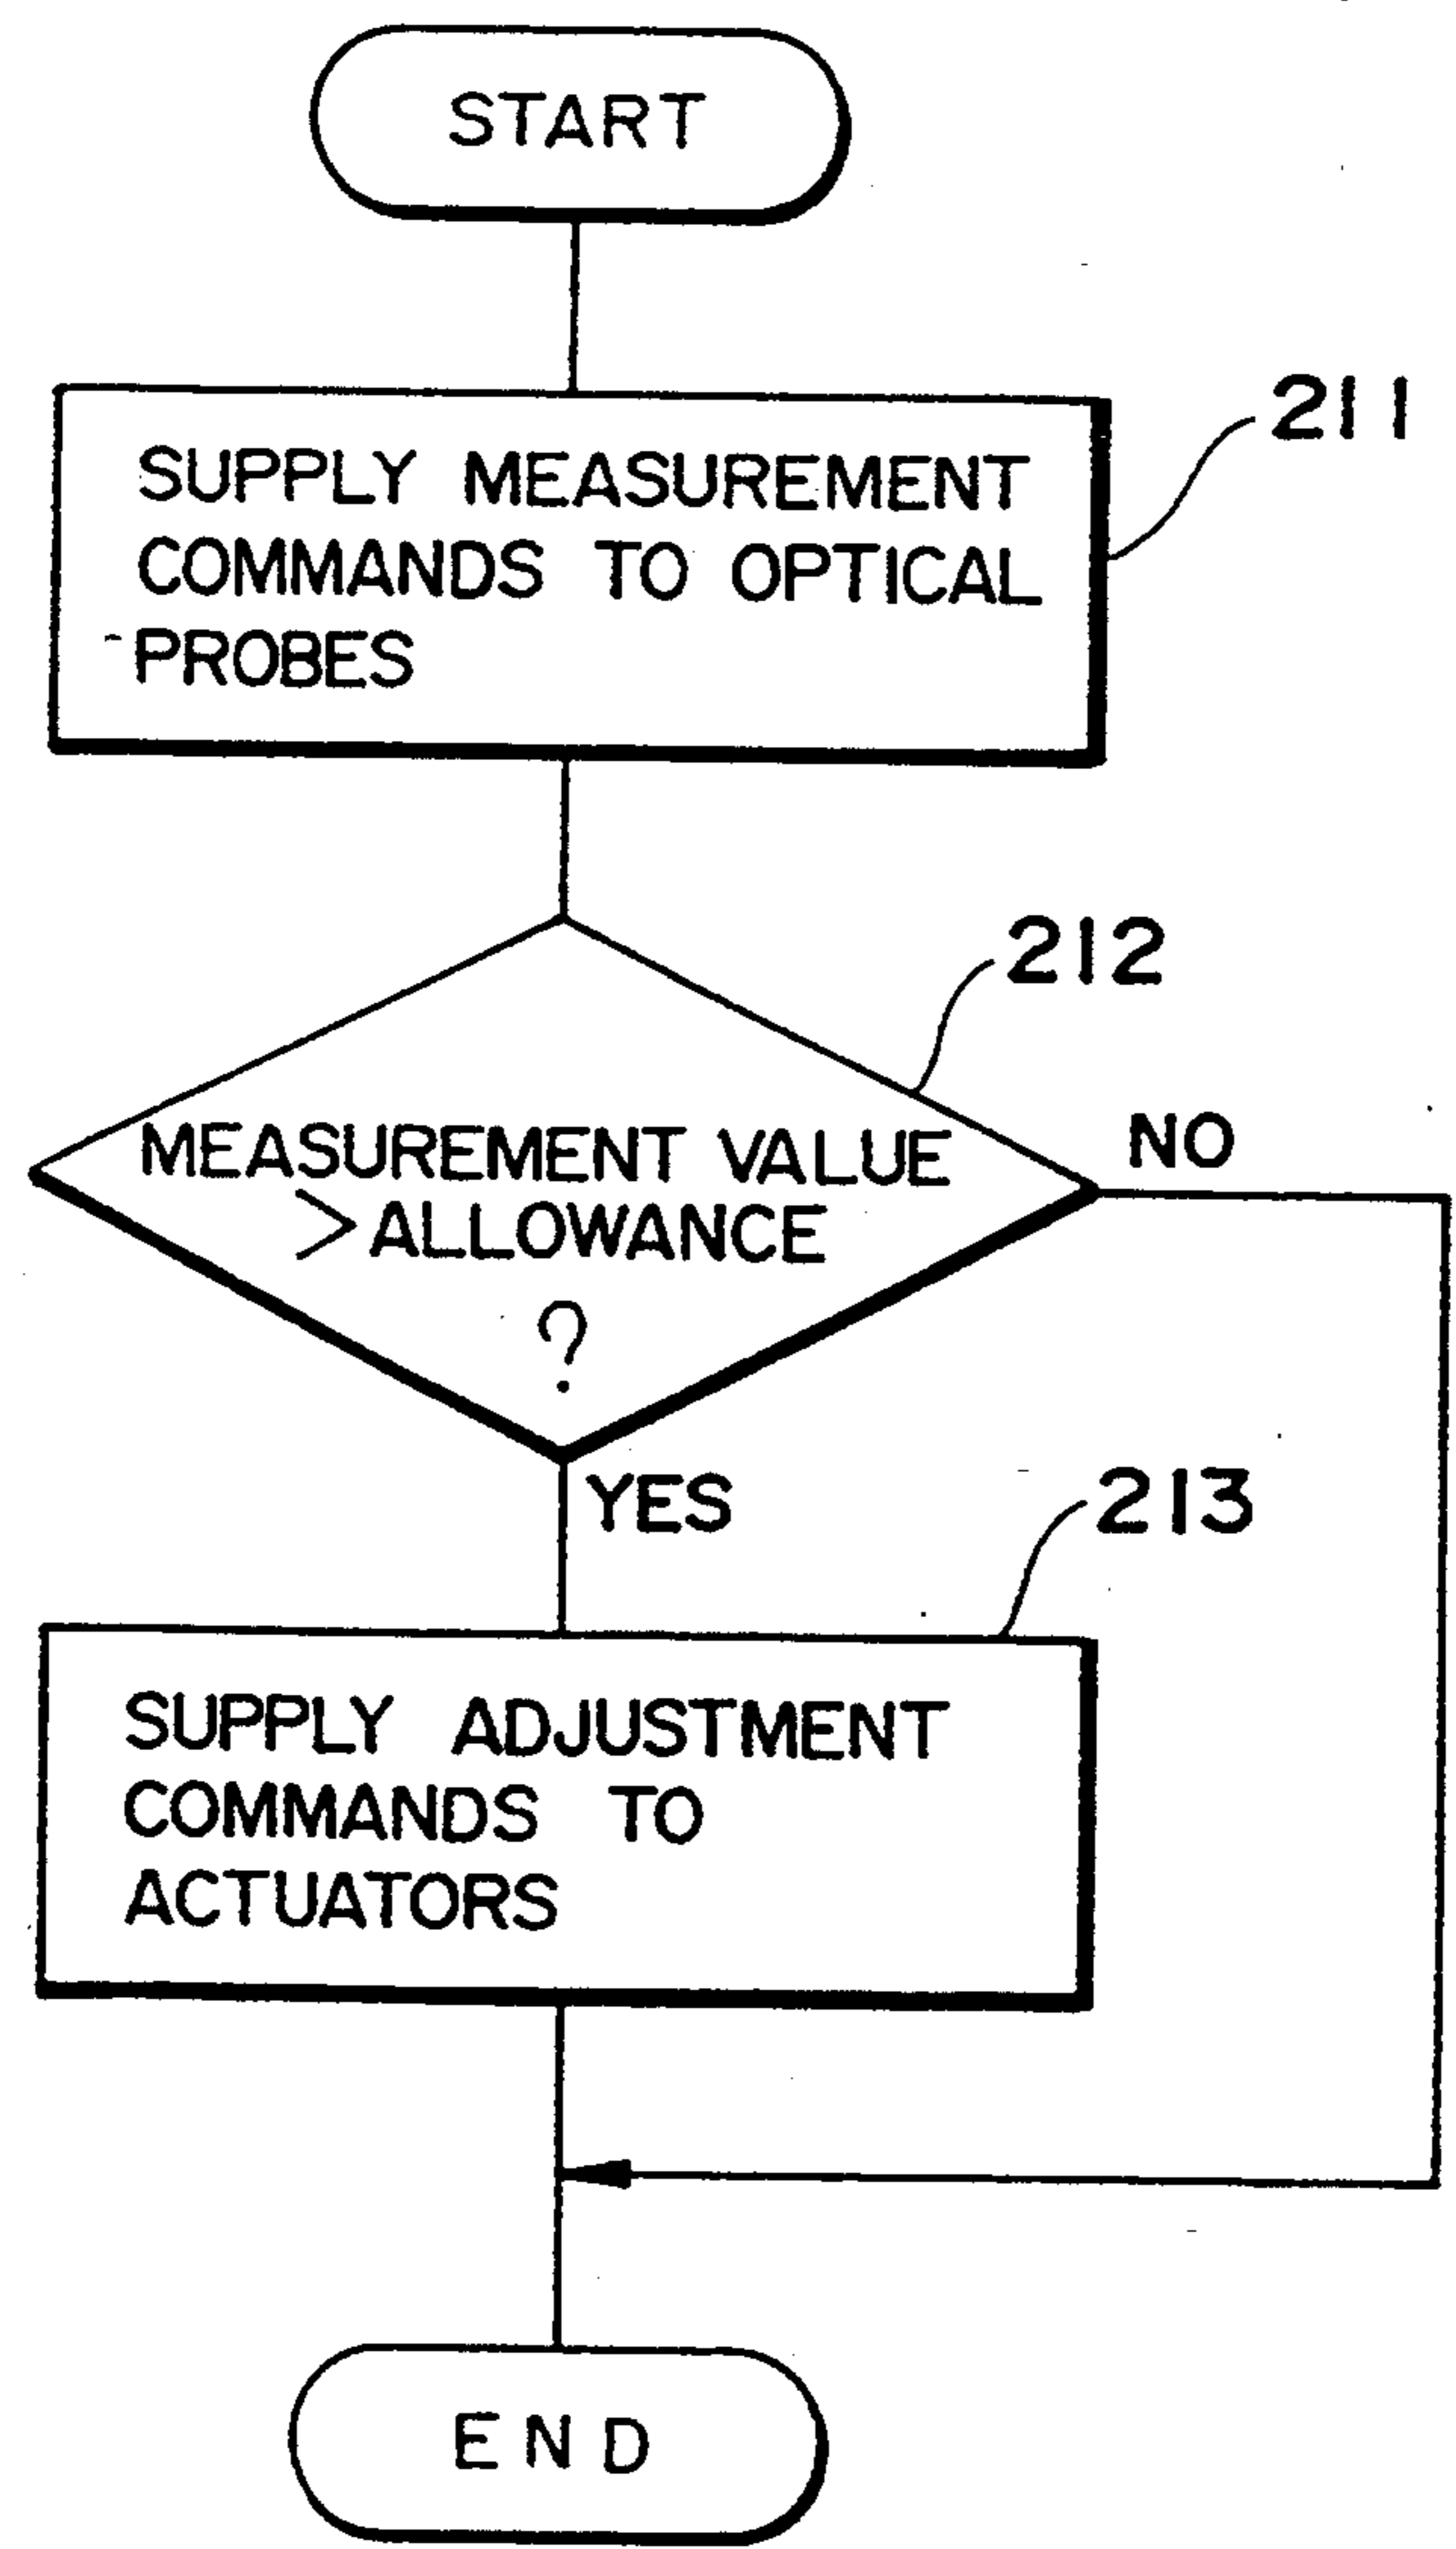 START
211
SUPPLY MEASUREMENT
COMMANDS TO OPTICAL
PROBES
212
MEASUREMENT VALUE
>ALLOWANCE
?
NO
YES
213
SUPPLY ADJUSTMENT
COMMANDS TO
ACTUATORS
END